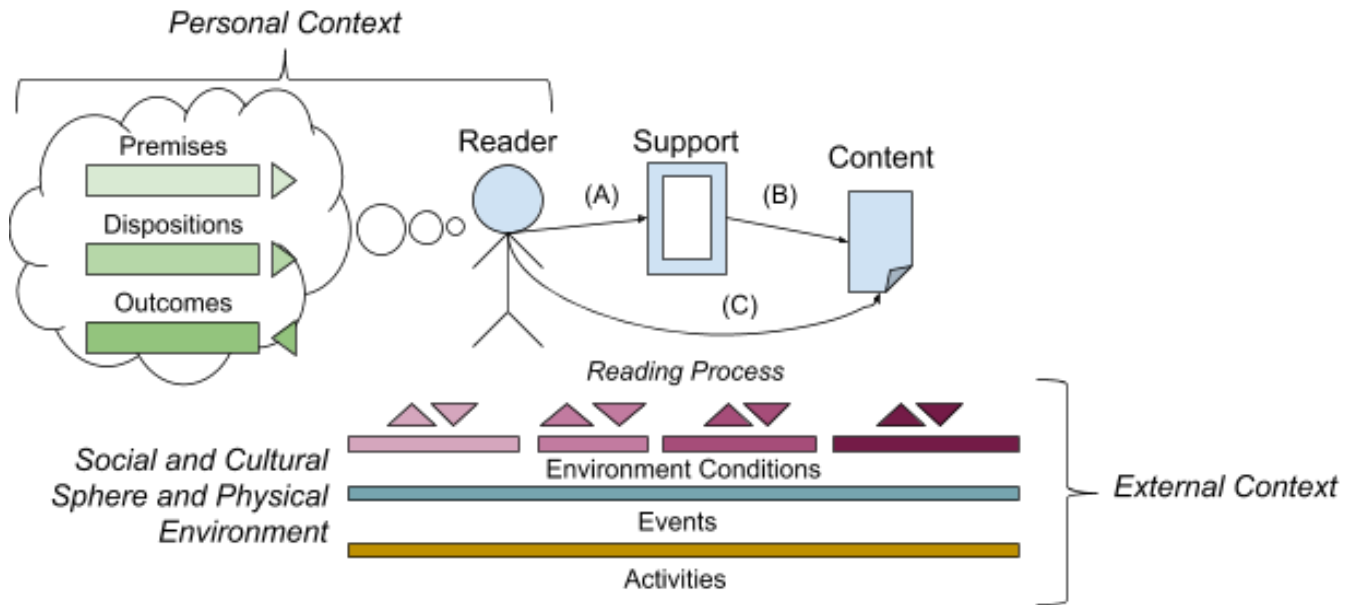 Personal Context
Premises
Dispositions
Outcomes
Reader
Support
Content
(A)
(B)
(C)
Reading Process
Social and Cultural
Sphere and Physical
Environment
Environment Conditions
Events
Activities
External Context